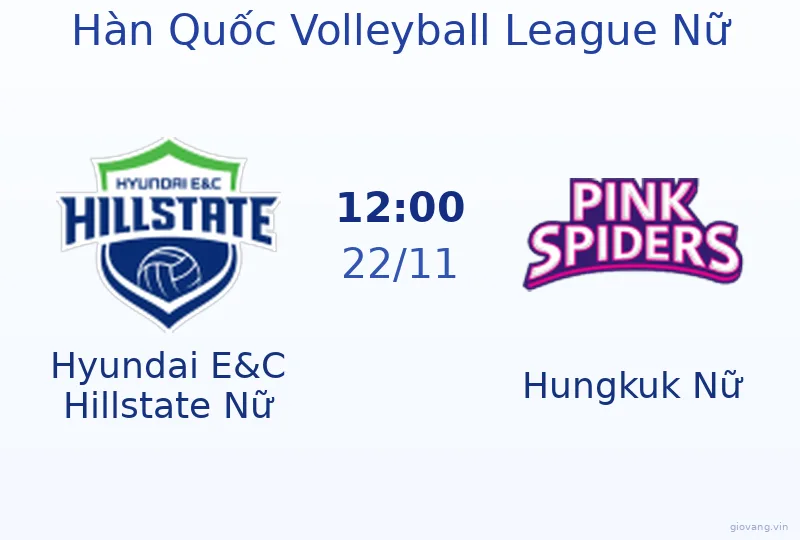 Hàn Quốc Volleyball League Nữ
HYUNDAI E&C
HILLSTATE
12:00
22/11
PINK
SPIDERS
Hyundai E&C
Hillstate Nữ
Hungkuk Nữ
giovang.vin